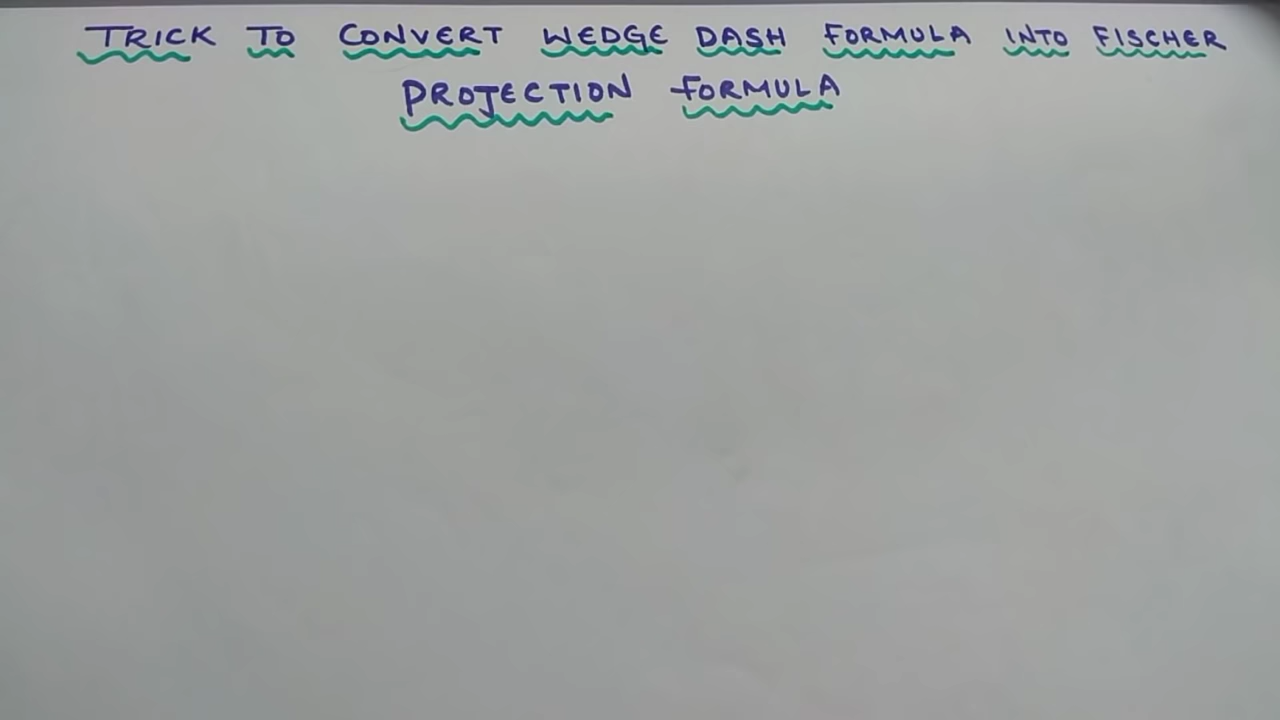 TRICK TO CONVERT WEDGE DASH FORMULA INTO FISCHER
PROJECTION FORMULA